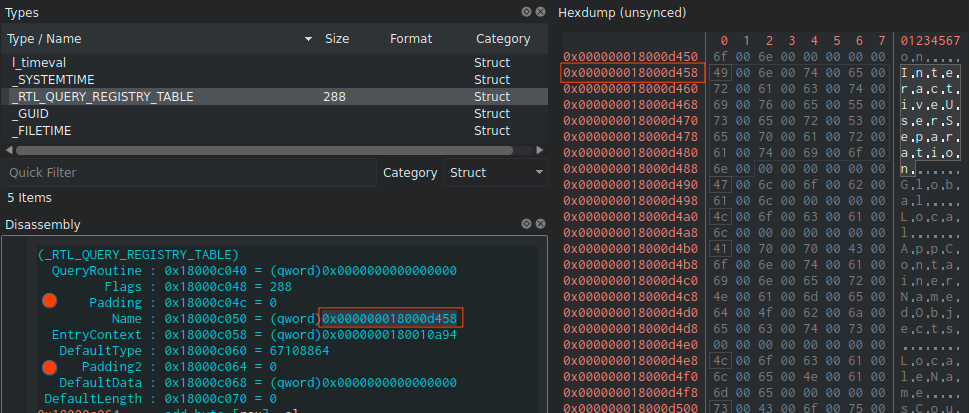 Types
Type / Name Size Format Category
l_timeval Struct
_SYSTEMTIME Struct
_RTL_QUERY_REGISTRY_TABLE 288 Struct
_GUID Struct
_FILETIME Struct
Quick Filter Category Struct
5 Items
Disassembly
(_RTL_QUERY_REGISTRY_TABLE)
QueryRoutine : 0x18000c040 = (qword)0x0000000000000000
Flags : 0x18000c048 = 288
Padding : 0x18000c04c = 0
Name : 0x18000c050 = (qword)0x000000018000d458
EntryContext : 0x18000c058 = (qword)0x0000000180010a94
DefaultType : 0x18000c060 = 67108864
Padding2 : 0x18000c064 = 0
DefaultData : 0x18000c068 = (qword)0x0000000000000000
DefaultLength : 0x18000c070 = 0
Hexdump (unsynced)
0 1 2 3 4 5 6 7 01234567
0x000000018000d450 6f 00 6e 00 00 00 00 00 o.n.....
0x000000018000d458 49 00 6e 00 74 00 65 00 I.n.t.e.
0x000000018000d460 72 00 61 00 63 00 74 00 r.a.c.t.
0x000000018000d468 69 00 76 00 65 00 55 00 i.v.e.U.
0x000000018000d470 73 00 65 00 72 00 53 00 s.e.r.S.
0x000000018000d478 65 00 70 00 61 00 72 00 e.p.a.r.
0x000000018000d480 61 00 74 00 69 00 6f 00 a.t.i.o.
0x000000018000d488 6e 00 00 00 00 00 00 00 n.......
0x000000018000d490 47 00 6c 00 6f 00 62 00 G.l.o.b.
0x000000018000d498 61 00 6c 00 00 00 00 00 a.l.....
0x000000018000d4a0 4c 00 6f 00 63 00 61 00 L.o.c.a.
0x000000018000d4a8 6c 00 00 00 00 00 00 00 l.......
0x000000018000d4b0 41 00 70 00 70 00 43 00 A.p.p.C.
0x000000018000d4b8 6f 00 6e 00 74 00 61 00 o.n.t.a.
0x000000018000d4c0 69 00 6e 00 65 00 72 00 i.n.e.r.
0x000000018000d4c8 4e 00 61 00 6d 00 65 00 N.a.m.e.
0x000000018000d4d0 64 00 4f 00 62 00 6a 00 d.O.b.j.
0x000000018000d4d8 65 00 63 00 74 00 73 00 e.c.t.s.
0x000000018000d4e0 00 00 00 00 00 00 00 00 ........
0x000000018000d4e8 4c 00 6f 00 63 00 61 00 L.o.c.a.
0x000000018000d4f0 6c 00 65 00 4e 00 61 00 l.e.N.a.
0x000000018000d4f8 6d 00 65 00 00 00 00 00 m.e.....
0x000000018000d500 73 00 43 00 6f 00 75 00 s.C.o.u.